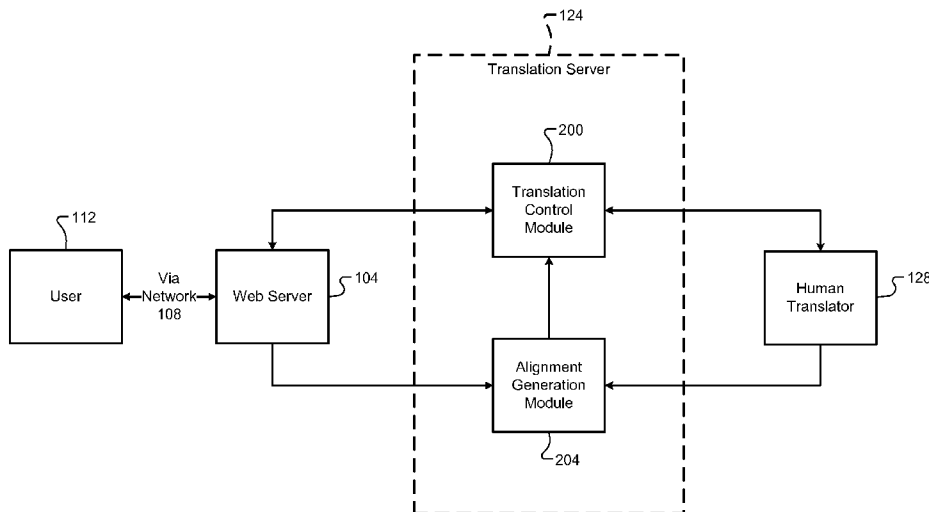 124
Translation Server
200
Translation
Control
Module
112
User
Via
Network
108
Web Server
104
Human
Translator
128
Alignment
Generation
Module
204